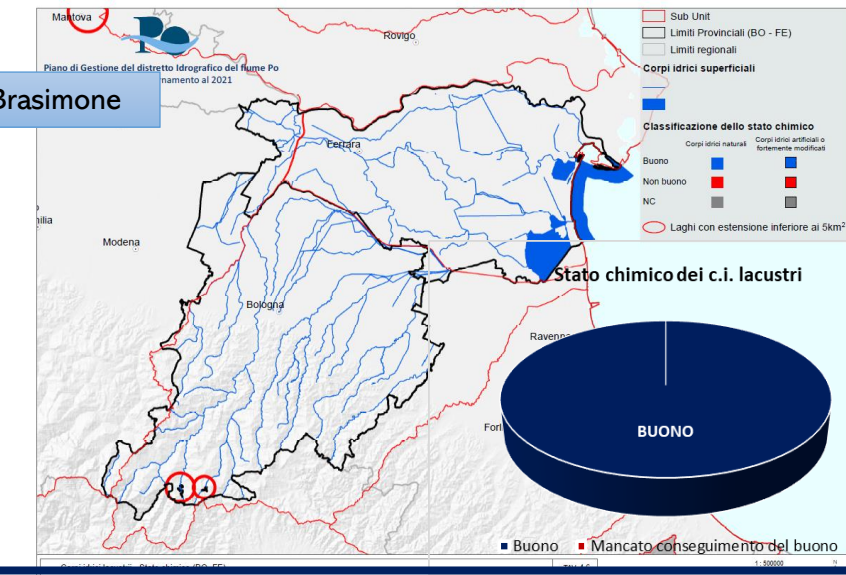 Mantova
Rovigo
Piano di Gestione del distretto Idrografico del fiume Po
namento al 2021
Brasimone
Ferrara
ilia
Modena
Bologna
Ravenna
Forl
Sub Unit
Limiti Provinciali (BO - FE)
Limiti regionali
Corpi idrici superficiali
Classificazione dello stato chimico
Corpi idrici naturali
Corpi idrici artificiali o
fortemente modificati
Buono
Non buono
NC
Laghi con estensione inferiore ai 5km²
Stato chimico dei c.i. lacustri
BUONO
Buono
Mancato conseguimento del buono
1: 500000
N